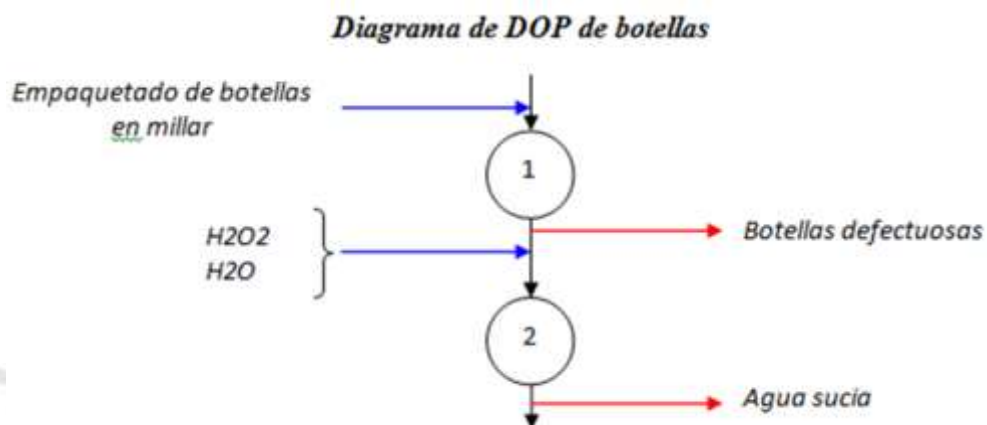 Diagrama de DOP de botellas
Empaquetado de botellas
en millar
1
Botellas defectuosas
H2O2
H2O
2
Agua sucia